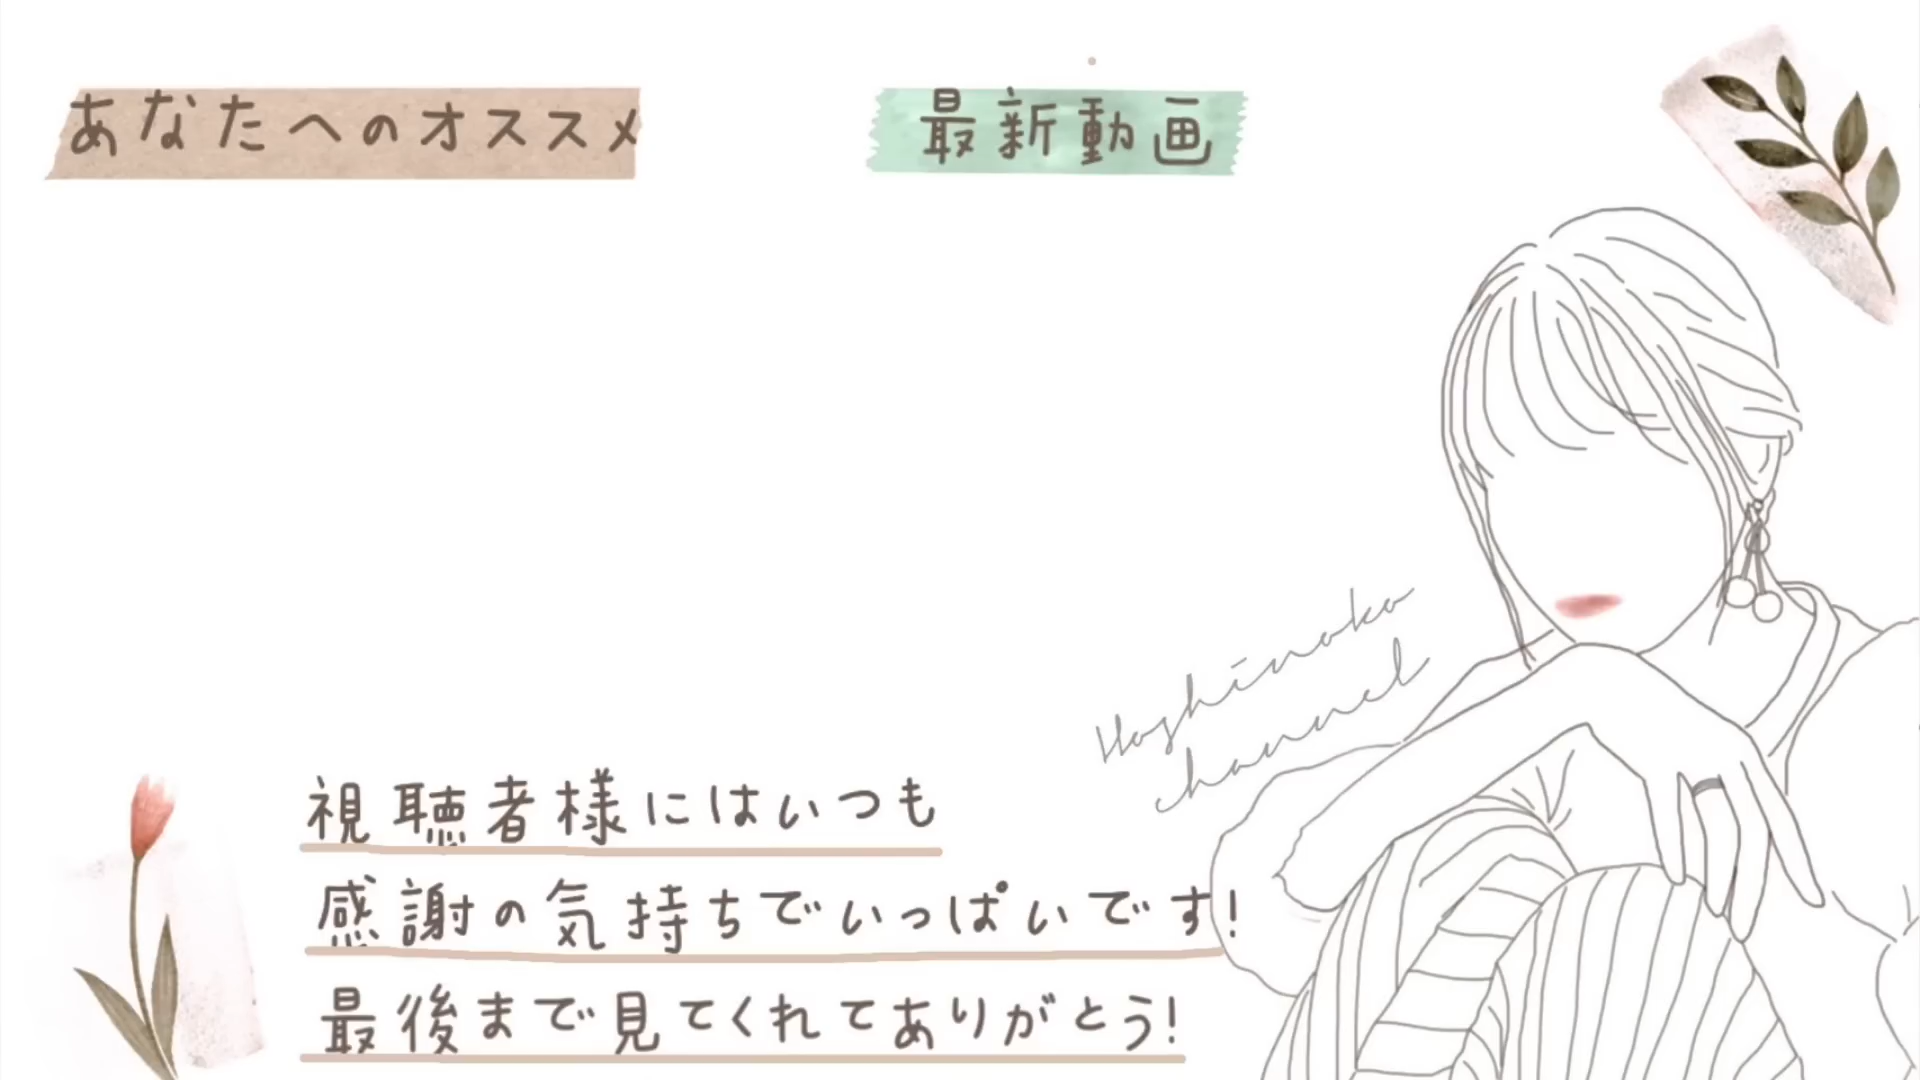 あなたへのオススメ
最新動画
Hoshinoko
channel
視聴者様にはいつも
感謝の気持ちでいっぱいです!
最後まで見てくれてありがとう!